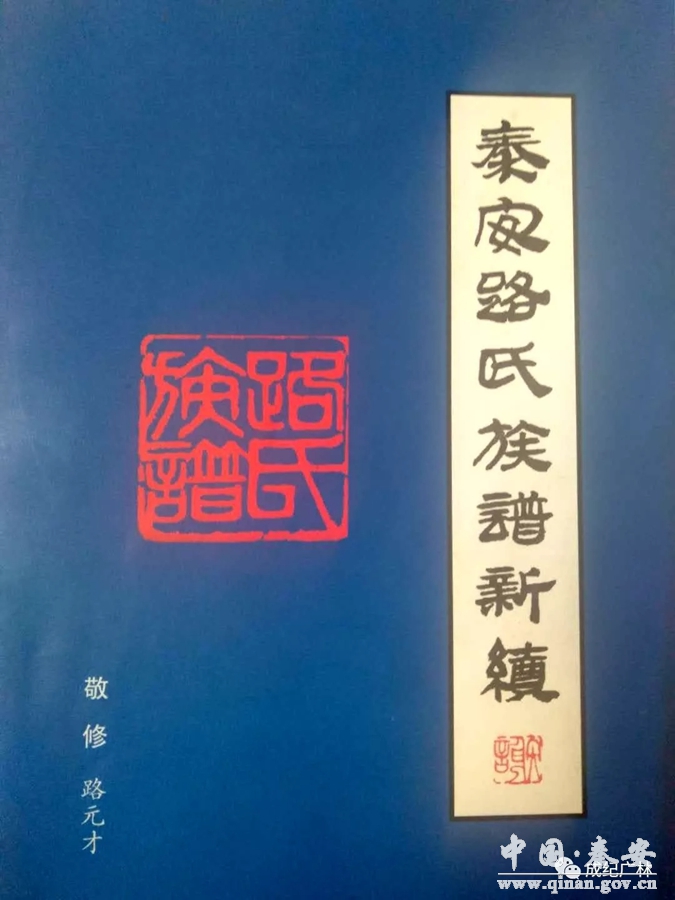 秦安路氏族譜新續
路氏
族譜
敬修 路元才
中国·秦安
成纪广林
www.qinan.gov.cn